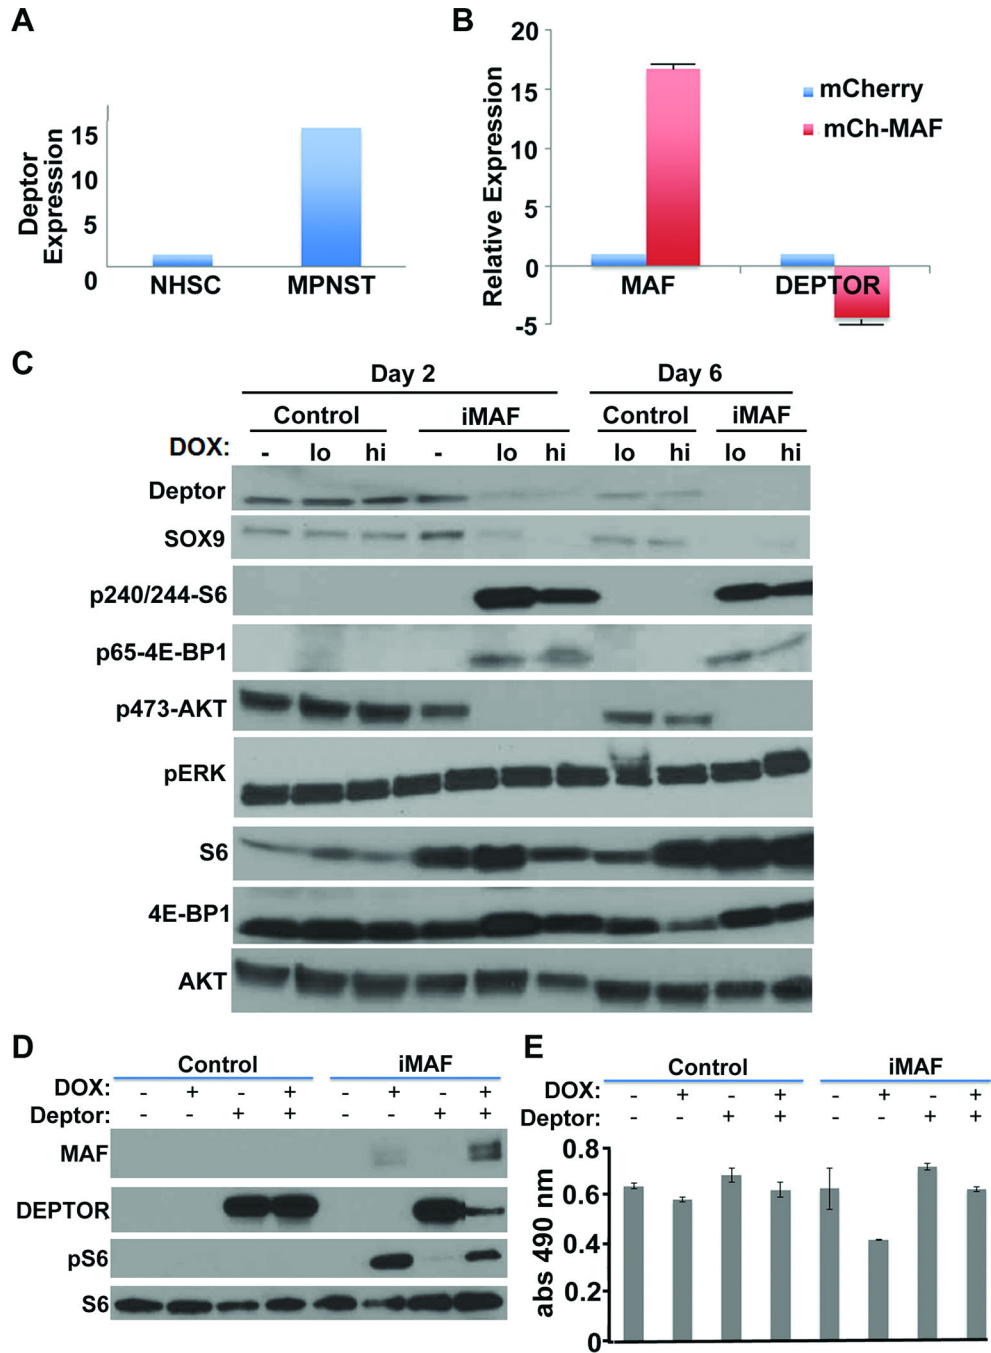 A
Deptor
Expression
15
10
5
0
NHSC MPNST
B
Relative Expression
20
15
10
5
0
-5
mCherry
mCh-MAF
MAF DEPTOR
C
Day 2 Day 6
Control iMAF Control iMAF
DOX: - lo hi - lo hi lo hi lo hi
Deptor
SOX9
p240/244-S6
p65-4E-BP1
p473-AKT
pERK
S6
4E-BP1
AKT
D
Control iMAF
DOX: - + - + - + - +
Deptor: - - + + - - + +
MAF
DEPTOR
pS6
S6
E
Control iMAF
DOX: - + - + - + - +
Deptor: - - + + - - + +
abs 490 nm
0.8
0.6
0.4
0.2
0